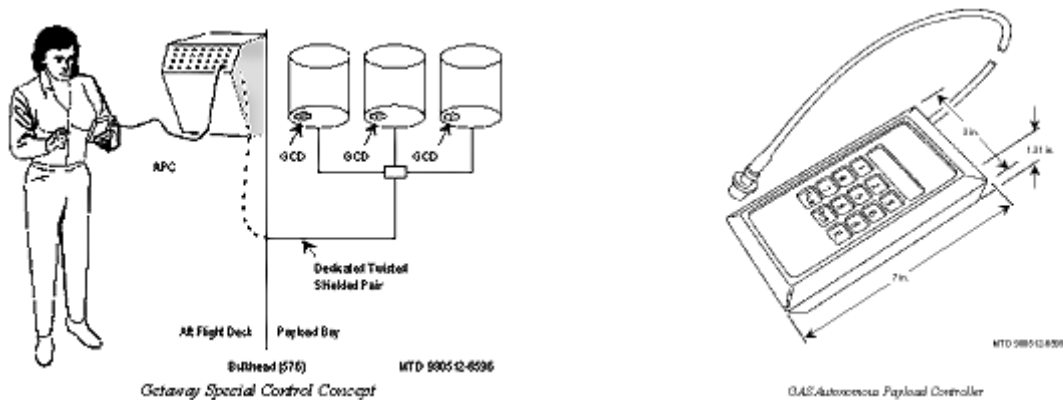 GCD
GCD
GCD
APC
Dedicated Twisted
Shielded Pair
Aft Flight Deck
Payload Bay
Bulkhead (576)
MTD 980512-6596
Getaway Special Control Concept
3 in.
1.31 in.
7 in.
GAS Autonomous Payload Controller